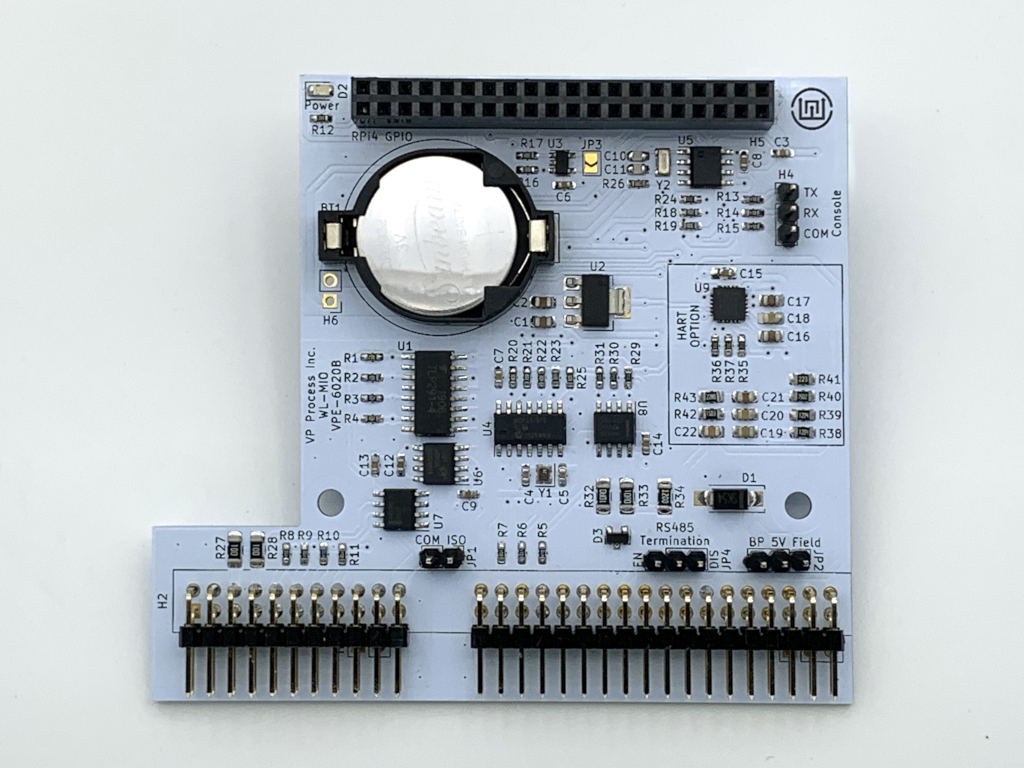 D2
Power
R12
RPi4 GPIO
R17
U3
JP3
C10
C11
R26
C6
Y2
U5
H5
C3
C8
H4
TX
RX
COM
Console
R24
R18
R19
R13
R14
R15
BT1
H6
U2
C2
C1
C15
U9
C17
C18
C16
HART
OPTION
R36
R37
R35
R41
R40
R39
R38
R43
R42
C22
C21
C20
C19
VP Process Inc.
WL-MIO
VPE-6020B
R1
R2
R3
R4
U1
C7
R20
R21
R22
R23
R25
R31
R30
R29
U4
U8
C14
C13
C12
U6
C9
U7
C4
Y1
C5
R32
R33
R34
D1
D3
R27
R28
R8
R9
R10
R11
COM ISO
JP1
R7
R6
R5
RS485
Termination
EN
DIS
JP4
BP 5V Field
JP2
H2